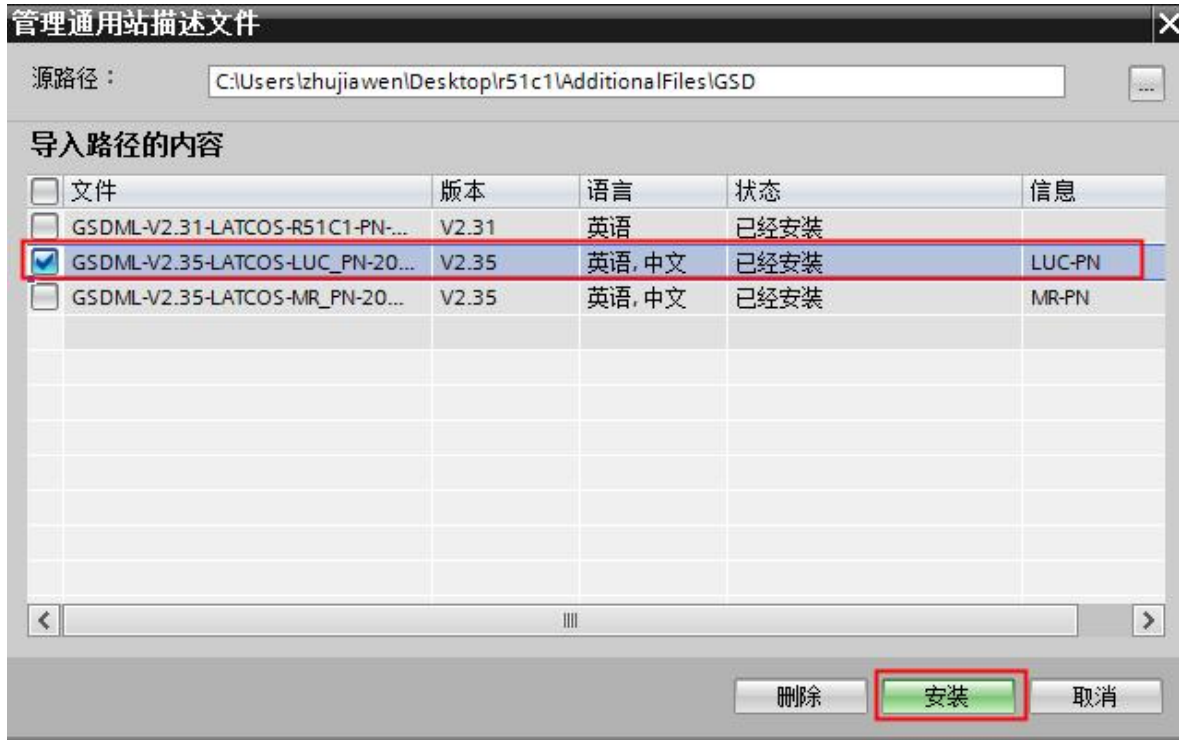 管理通用站描述文件
源路径： C:\Users\zhujiawen\Desktop\r51c1\AdditionalFiles\GSD ...
导入路径的内容
文件 版本 语言 状态 信息
GSDML-V2.31-LATCOS-R51C1-PN-... V2.31 英语 已经安装
GSDML-V2.35-LATCOS-LUC_PN-20... V2.35 英语, 中文 已经安装 LUC-PN
GSDML-V2.35-LATCOS-MR_PN-20... V2.35 英语, 中文 已经安装 MR-PN
删除 安装 取消